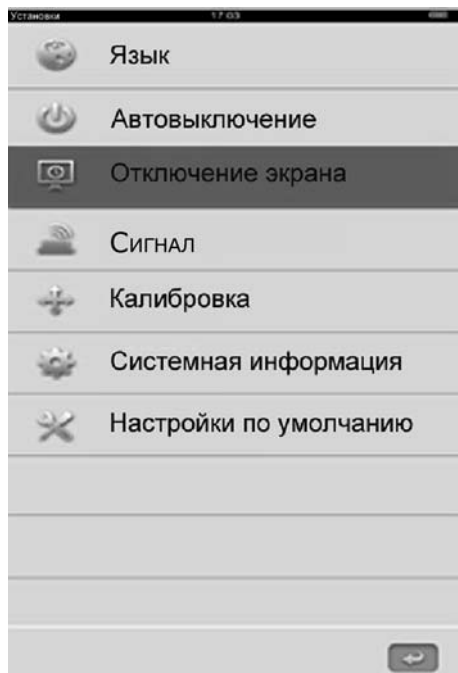 Установки 17:03
Язык
Автовыключение
Отключение экрана
Сигнал
Калибровка
Системная информация
Настройки по умолчанию